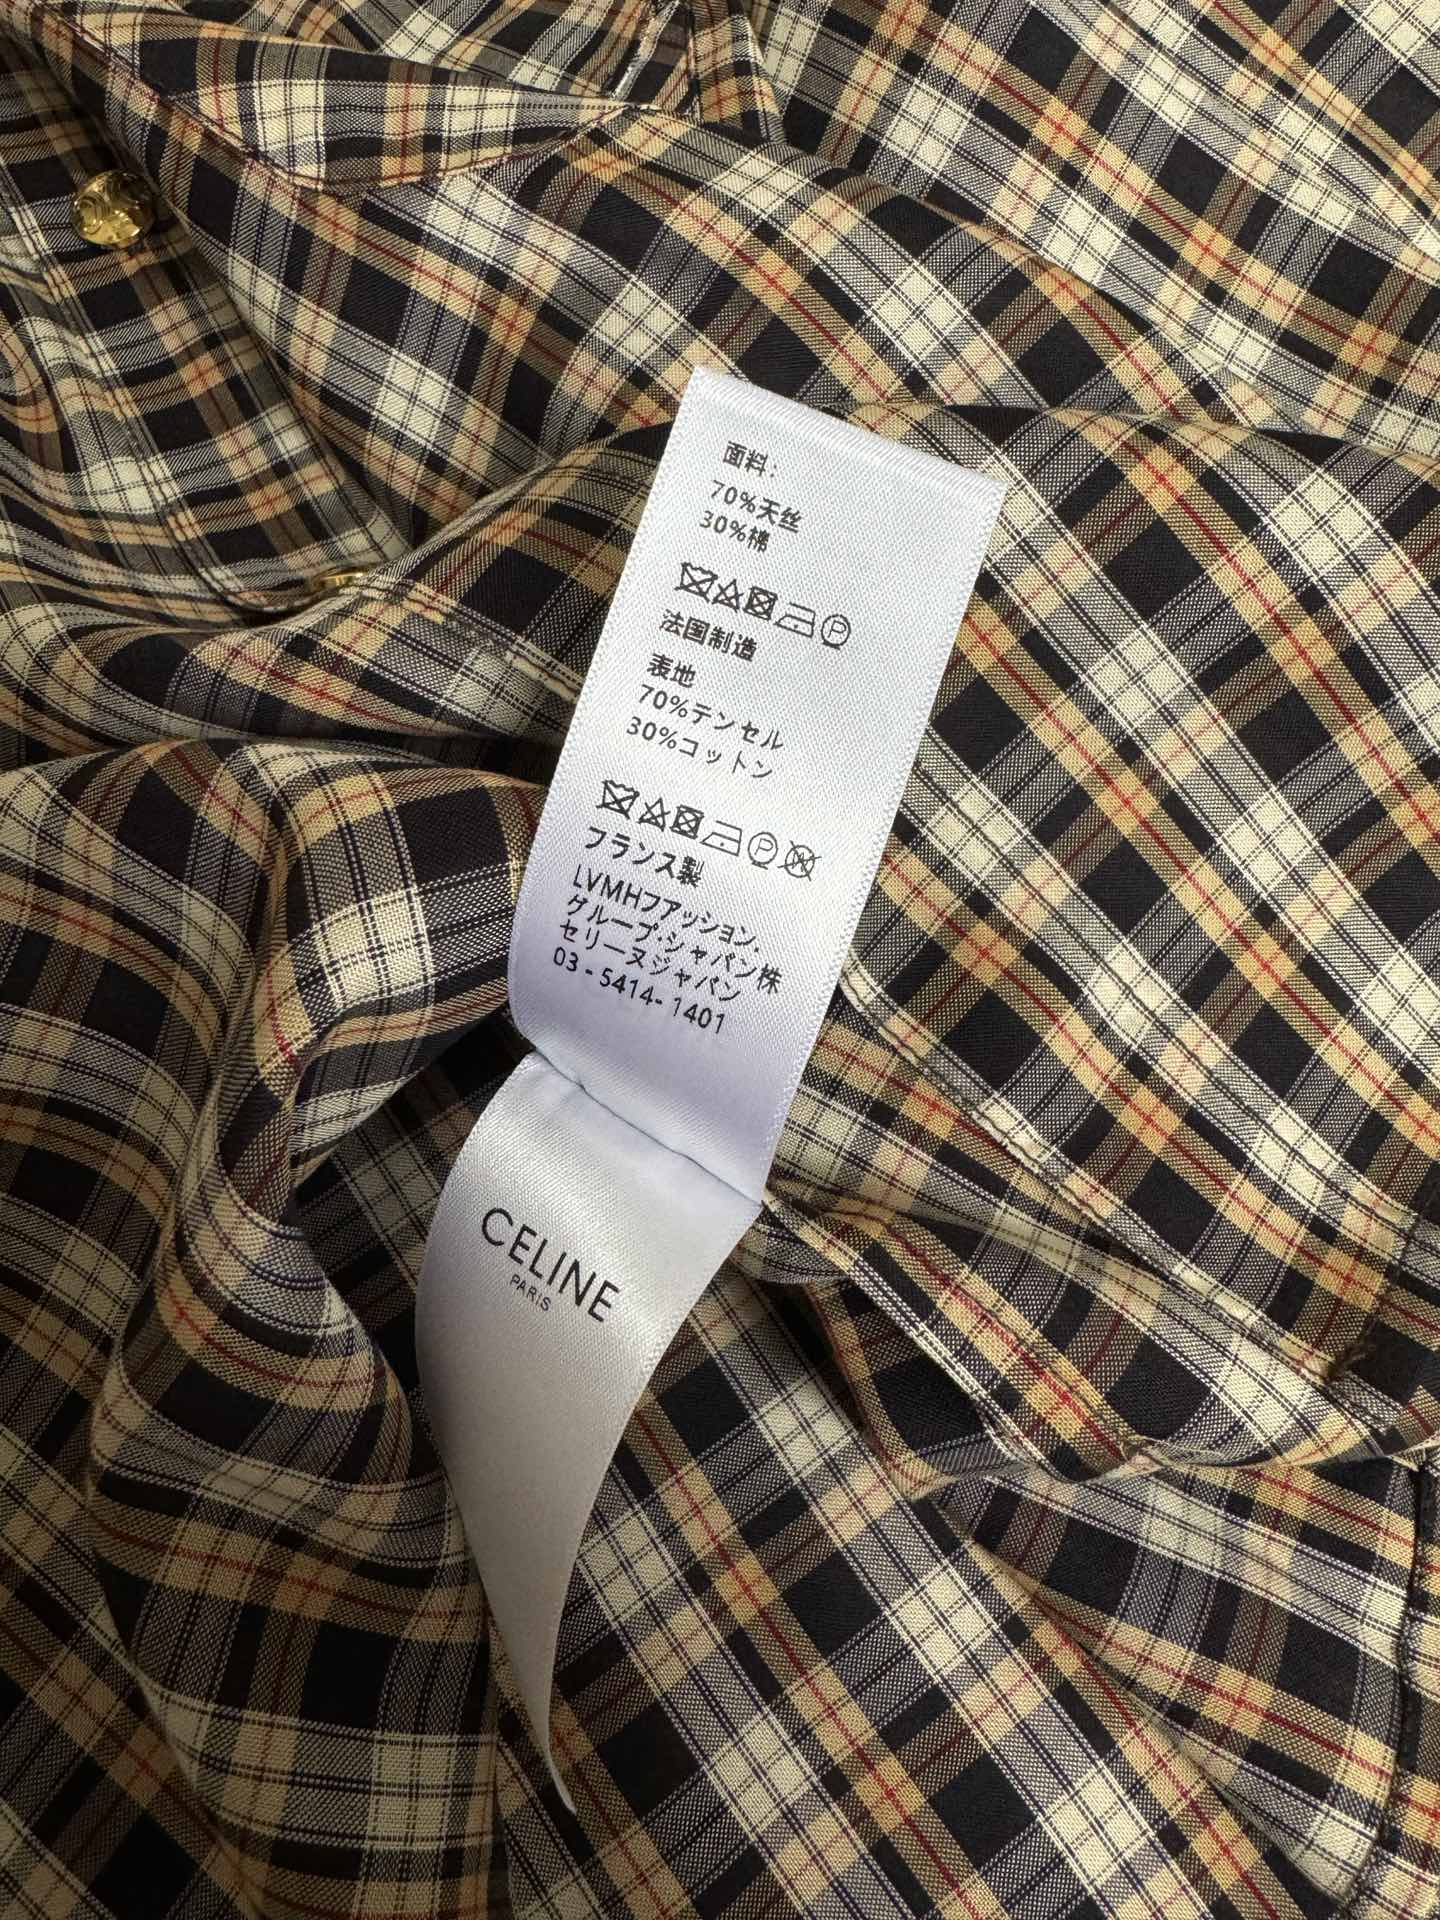 面料:
70%天丝
30%棉
P
法国制造
表地
70%テンセル
30%コットン
P W
フランス製
LVMHファッション.
グループ·ジャパン株
セリーヌジャパン
03-5414-1401
CELINE
PARIS